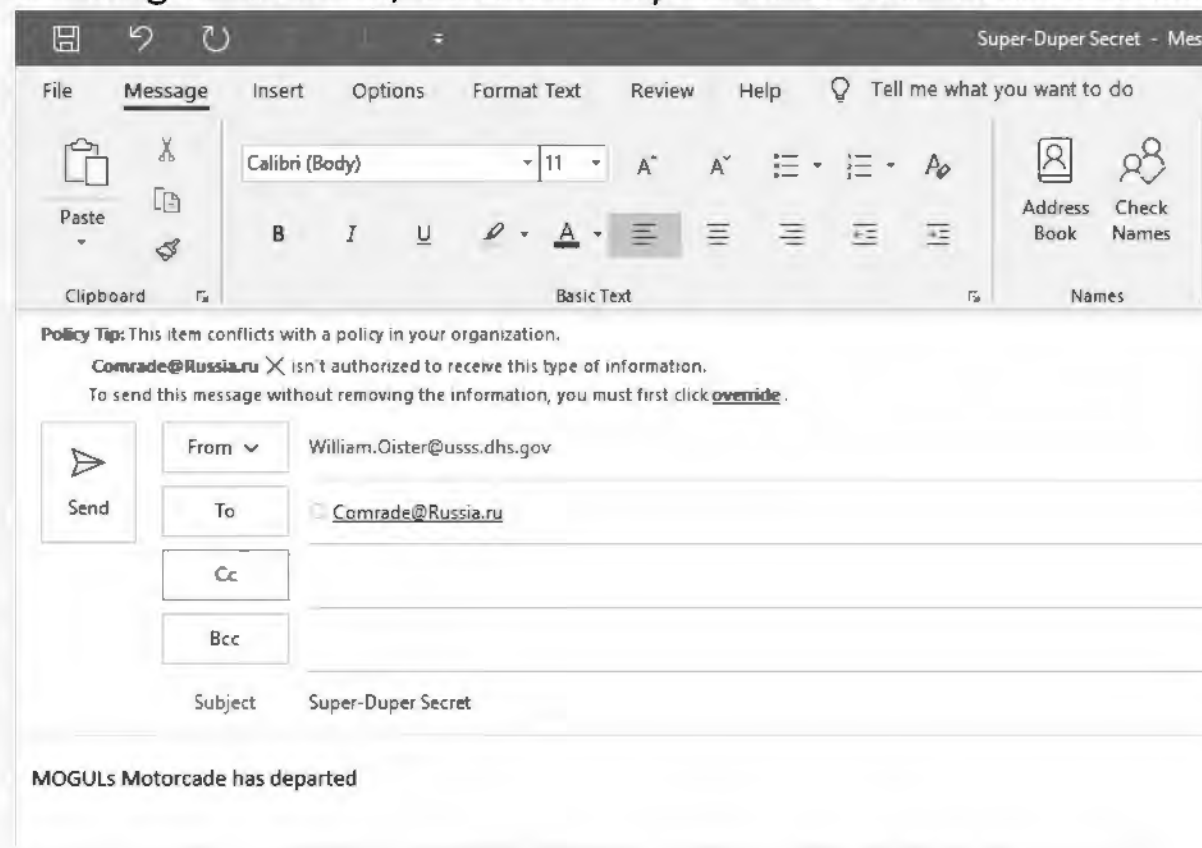 Super-Duper Secret - Mes
File Message Insert Options Format Text Review Help Tell me what you want to do
Calibri (Body) 11 A^ A˅
Paste
B I U A
Address Book Check Names
Clipboard Basic Text Names
Policy Tip: This item conflicts with a policy in your organization.
Comrade@Russia.ru X isn't authorized to receive this type of information.
To send this message without removing the information, you must first click override .
From William.Oister@usss.dhs.gov
Send To Comrade@Russia.ru
Cc
Bcc
Subject Super-Duper Secret
MOGULs Motorcade has departed